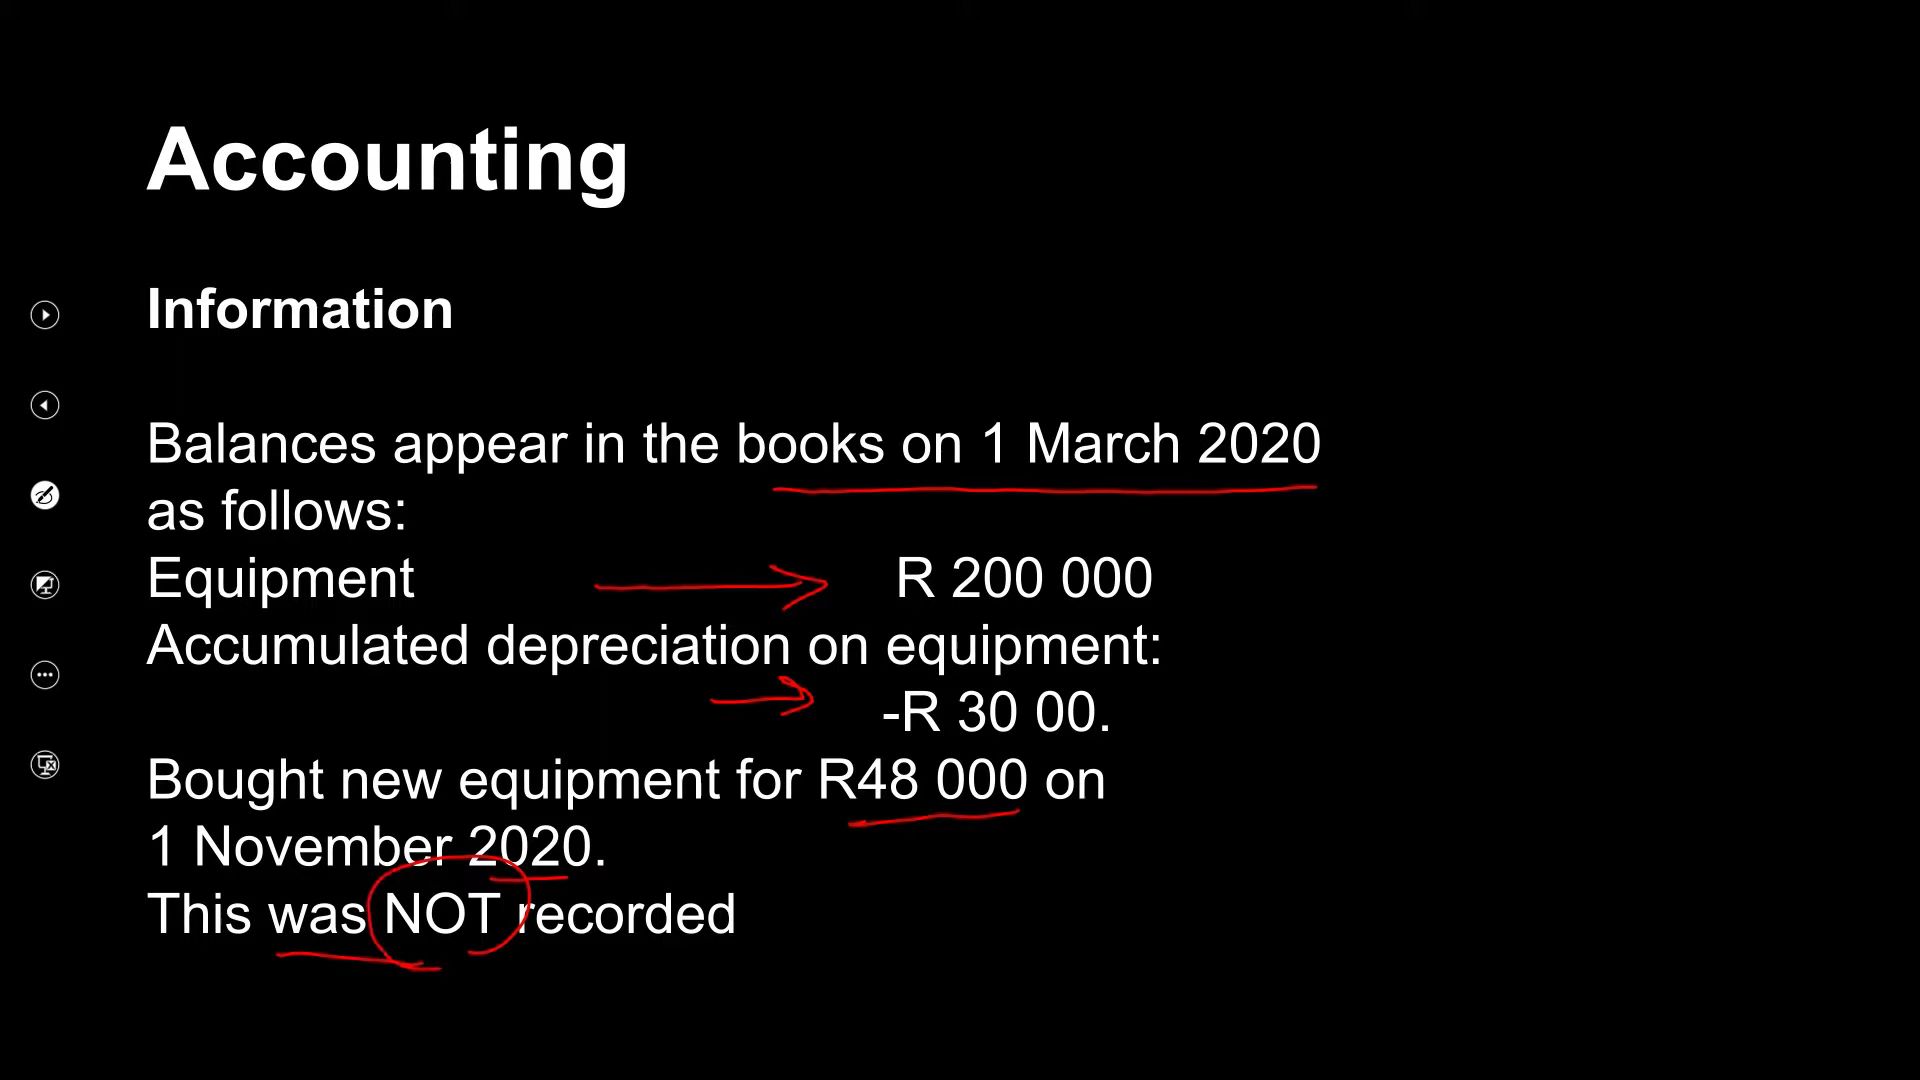 Accounting
Information
Balances appear in the books on 1 March 2020
as follows:
Equipment R 200 000
Accumulated depreciation on equipment:
-R 30 00.
Bought new equipment for R48 000 on
1 November 2020.
This was NOT recorded